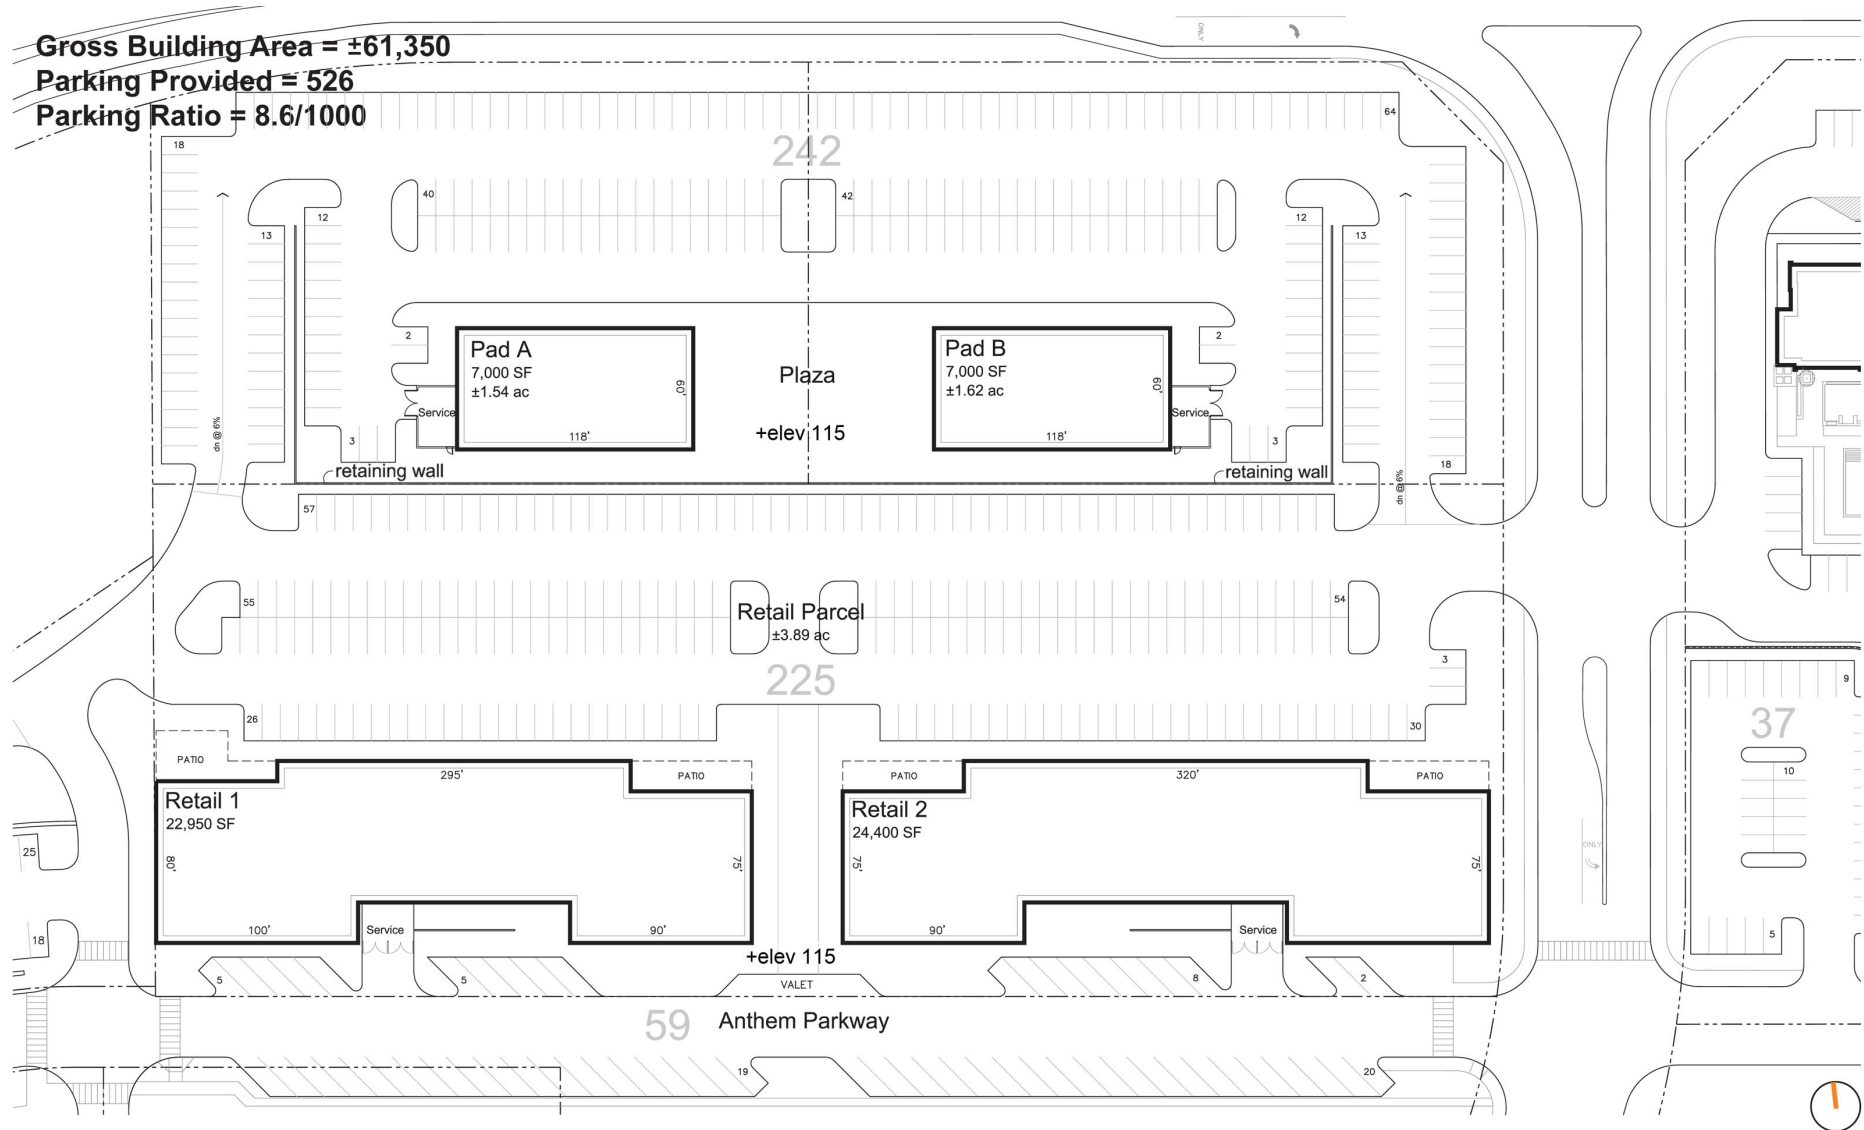 Gross Building Area = ±61,350
Parking Provided = 526
Parking Ratio = 8.6/1000
ONLY
64
18
242
40
42
12
12
13
13
2
2
Pad A
7,000 SF
±1.54 ac
60'
118'
Service
Plaza
+elev 115
Pad B
7,000 SF
±1.62 ac
60'
118'
Service
dn @ 6%
3
3
18
retaining wall
retaining wall
dn @ 6%
57
55
54
Retail Parcel
±3.89 ac
225
3
9
26
30
37
10
5
PATIO
295'
PATIO
PATIO
320'
PATIO
Retail 1
22,950 SF
80'
75'
100'
Service
90'
Retail 2
24,400 SF
75'
75'
90'
Service
ONLY
25
18
+elev 115
5
5
VALET
8
2
59
Anthem Parkway
19
20